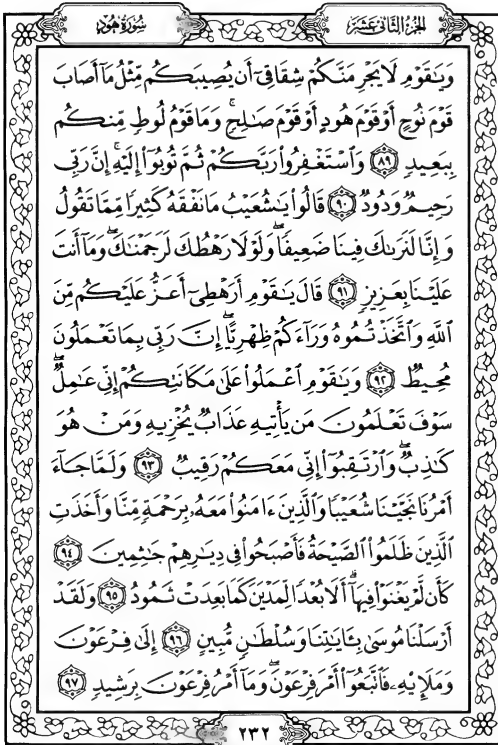 الجزء الثاني عشر
سورة هود
وَيَٰقَوْمِ لَا يَجْرِمَنَّكُمْ شِقَاقِىٓ أَن يُصِيبَكُم مِّثْلُ مَآ أَصَابَ
قَوْمَ نُوحٍ أَوْ قَوْمَ هُودٍ أَوْ قَوْمَ صَٰلِحٍ ۚ وَمَا قَوْمُ لُوطٍ مِّنكُم
بِبَعِيدٍ ٨٩ وَٱسْتَغْفِرُوا۟ رَبَّكُمْ ثُمَّ تُوبُوٓا۟ إِلَيْهِ ۚ إِنَّ رَبِّى
رَحِيمٌ وَدُودٌ ٩٠ قَالُوا۟ يَٰشُعَيْبُ مَا نَفْقَهُ كَثِيرًا مِّمَّا تَقُولُ
وَإِنَّا لَنَرَىٰكَ فِينَا ضَعِيفًا ۖ وَلَوْلَا رَهْطُكَ لَرَجَمْنَٰكَ ۖ وَمَآ أَنتَ
عَلَيْنَا بِعَزِيزٍ ٩١ قَالَ يَٰقَوْمِ أَرَهْطِىٓ أَعَزُّ عَلَيْكُم مِّنَ
ٱللَّهِ وَٱتَّخَذْتُمُوهُ وَرَآءَكُمْ ظِهْرِيًّا ۖ إِنَّ رَبِّى بِمَا تَعْمَلُونَ
مُحِيطٌ ٩٢ وَيَٰقَوْمِ ٱعْمَلُوا۟ عَلَىٰ مَكَانَتِكُمْ إِنِّى عَٰمِلٌ ۖ
سَوْفَ تَعْلَمُونَ مَن يَأْتِيهِ عَذَابٌ يُخْزِيهِ وَمَنْ هُوَ
كَٰذِبٌ ۖ وَٱرْتَقِبُوٓا۟ إِنِّى مَعَكُمْ رَقِيبٌ ٩٣ وَلَمَّا جَآءَ
أَمْرُنَا نَجَّيْنَا شُعَيْبًا وَٱلَّذِينَ ءَامَنُوا۟ مَعَهُۥ بِرَحْمَةٍ مِّنَّا وَأَخَذَتِ
ٱلَّذِينَ ظَلَمُوا۟ ٱلصَّيْحَةُ فَأَصْبَحُوا۟ فِى دِيَٰرِهِمْ جَٰثِمِينَ ٩٤
كَأَن لَّمْ يَغْنَوْا۟ فِيهَآ ۗ أَلَا بُعْدًا لِّمَدْيَنَ كَمَا بَعِدَتْ ثَمُودُ ٩٥ وَلَقَدْ
أَرْسَلْنَا مُوسَىٰ بِـَٔايَٰتِنَا وَسُلْطَٰنٍ مُّبِينٍ ٩٦ إِلَىٰ فِرْعَوْنَ
وَمَلَإِي۟هِۦ فَٱتَّبَعُوٓا۟ أَمْرَ فِرْعَوْنَ ۖ وَمَآ أَمْرُ فِرْعَوْنَ بِرَشِيدٍ ٩٧
٢٣٢